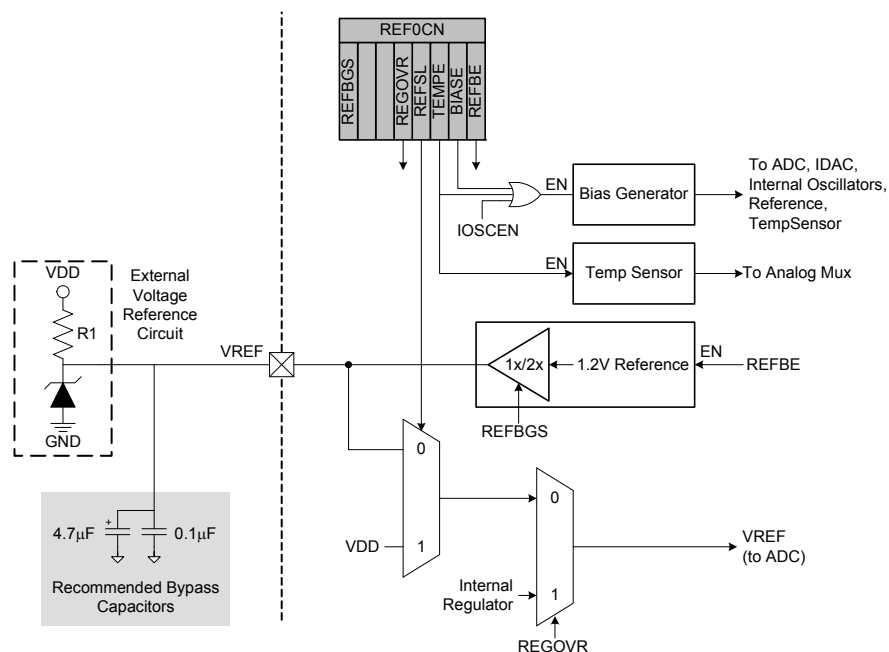 REF0CN
REFBGS
REGOVR
REFSL
TEMPE
BIASE
REFBE
EN
Bias Generator
To ADC, IDAC,
Internal Oscillators,
Reference,
TempSensor
IOSCEN
EN
Temp Sensor
To Analog Mux
VDD
R1
GND
External
Voltage
Reference
Circuit
VREF
1x/2x
1.2V Reference
EN
REFBE
REFBGS
0
1
VDD
0
1
Internal
Regulator
REGOVR
VREF
(to ADC)
4.7µF
+
0.1µF
Recommended Bypass
Capacitors